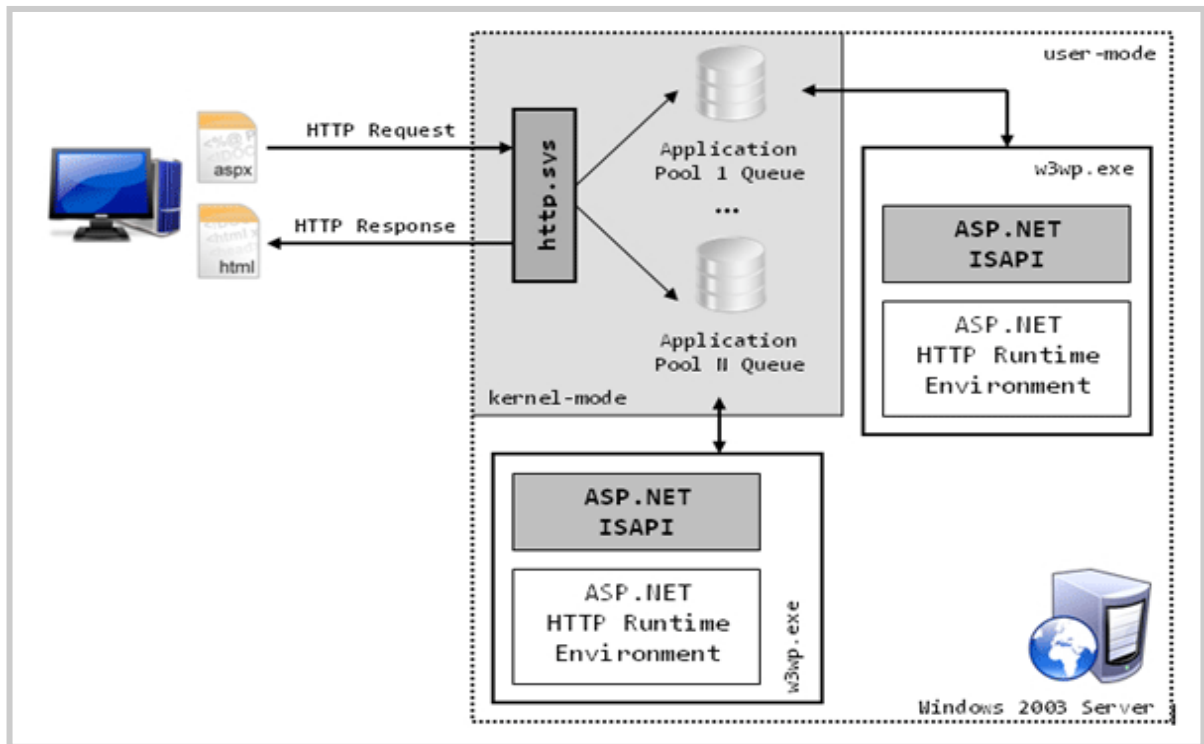 user-mode
HTTP Request
<%@ P
<!DOC
aspx
HTTP Response
html
http.svs
Application
Pool 1 Queue
...
Application
Pool N Queue
kernel-mode
w3wp.exe
ASP.NET
ISAPI
ASP.NET
HTTP Runtime
Environment
ASP.NET
ISAPI
ASP.NET
HTTP Runtime
Environment
w3wp.exe
Windows 2003 Server